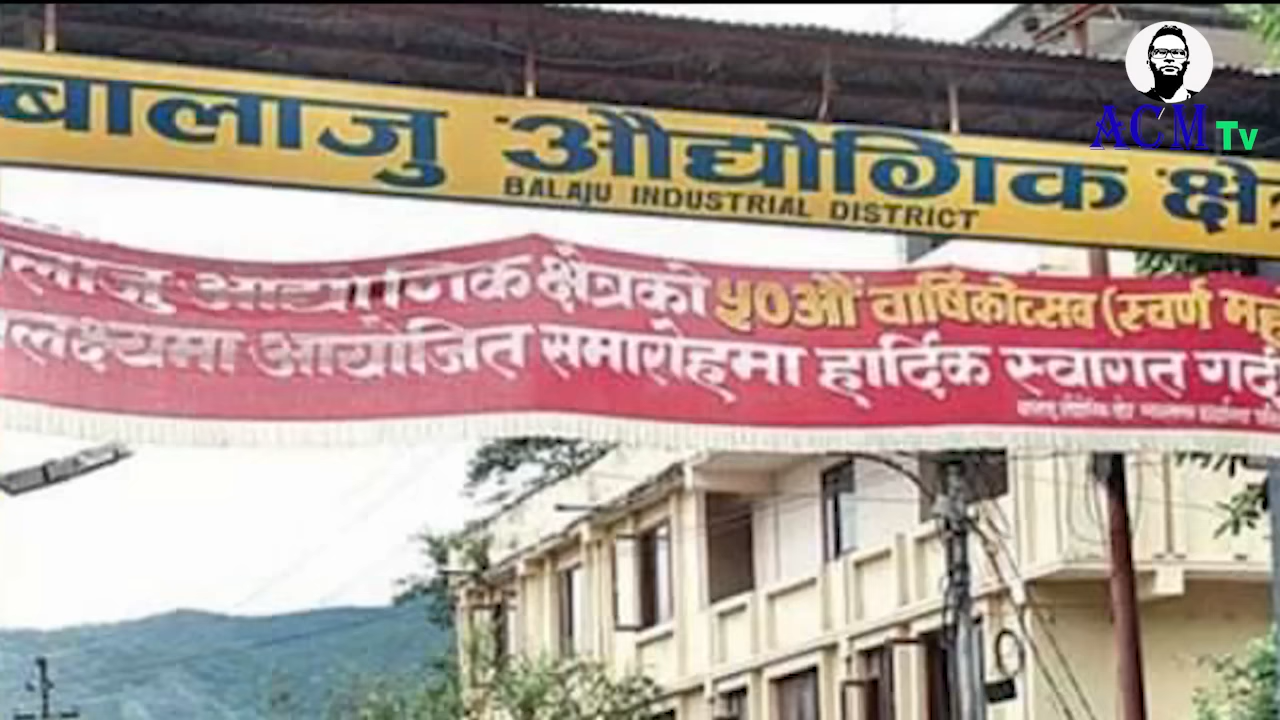 बालाजु औद्योगिक क्षेत्र
BALAJU INDUSTRIAL DISTRICT
औद्योगिक क्षेत्रको ५०औं वार्षिकोत्सव (स्वर्ण
आयोजित समारोहमा हार्दिक स्वागत
ACM Tv